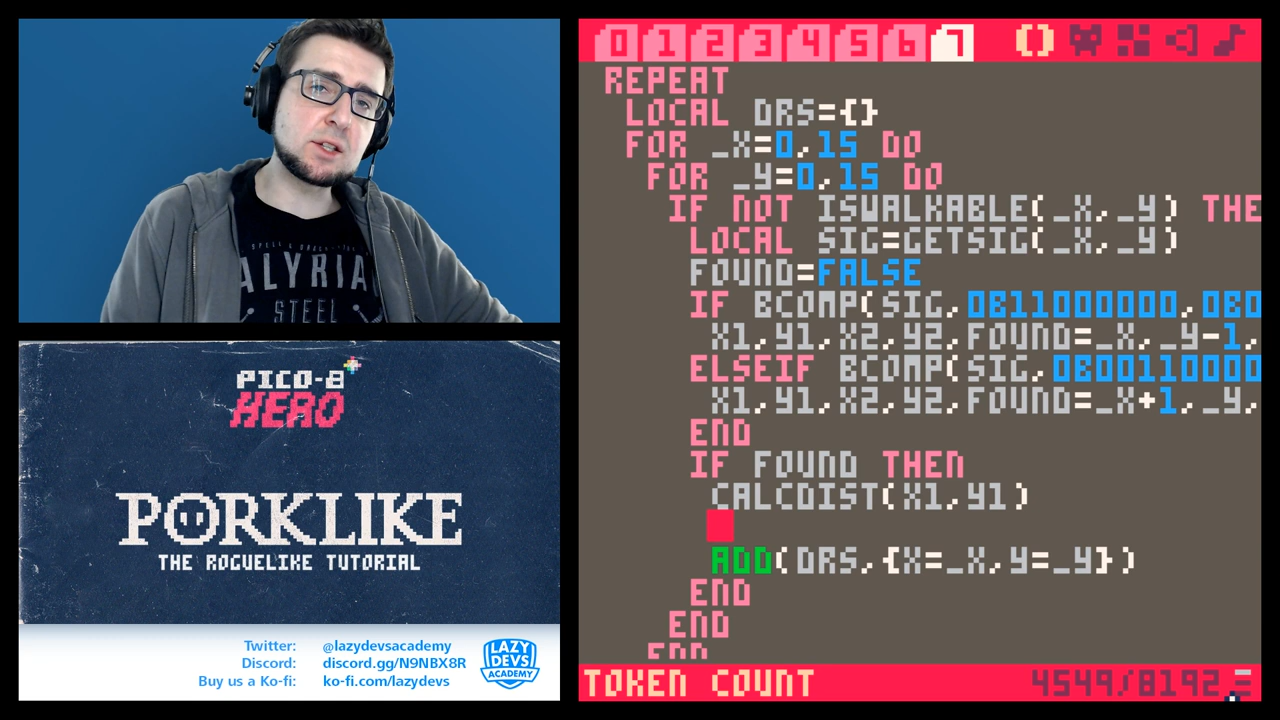 SPELL & DRAGON
ALYRIA
STEEL
PICO-8
HERO
PORKLIKE
THE ROGUELIKE TUTORIAL
Twitter: @lazydevsacademy
Discord: discord.gg/N9NBX8R
Buy us a Ko-fi: ko-fi.com/lazydevs
LAZY
DEVS
ACADEMY
0 1 2 3 4 5 6 7 ()
REPEAT
LOCAL DRS={}
FOR _X=0,15 DO
FOR _Y=0,15 DO
IF NOT ISWALKABLE(_X,_Y) THE
LOCAL SIG=GETSIG(_X,_Y)
FOUND=FALSE
IF BCOMP(SIG,0B11000000,0B0
X1,Y1,X2,Y2,FOUND=_X,_Y-1,
ELSEIF BCOMP(SIG,0B00110000
X1,Y1,X2,Y2,FOUND=_X+1,_Y,
END
IF FOUND THEN
CALCDIST(X1,Y1)
ADD(DRS,{X=_X,Y=_Y})
END
END
END
TOKEN COUNT 4549/8192